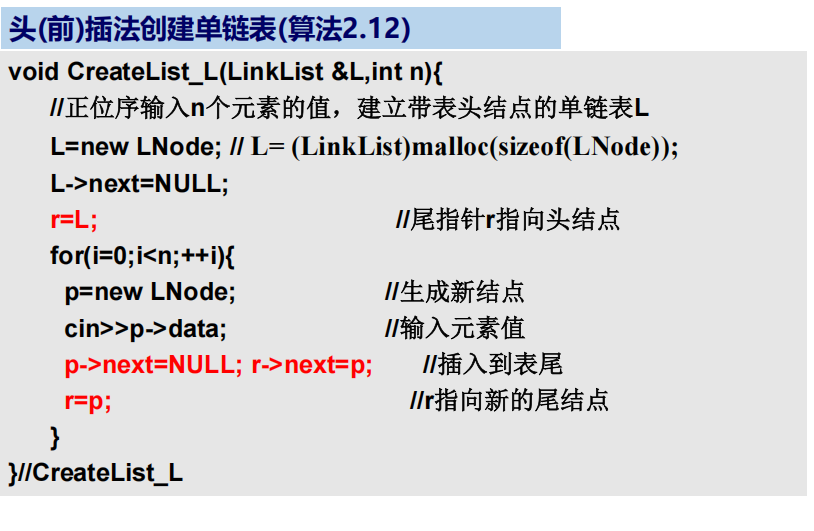 头(前)插法创建单链表(算法2.12)
void CreateList_L(LinkList &L,int n){
//正位序输入n个元素的值，建立带表头结点的单链表L
L=new LNode; // L= (LinkList)malloc(sizeof(LNode));
L->next=NULL;
r=L; //尾指针r指向头结点
for(i=0;i<n;++i){
p=new LNode; //生成新结点
cin>>p->data; //输入元素值
p->next=NULL; r->next=p; //插入到表尾
r=p; //r指向新的尾结点
}
}//CreateList_L